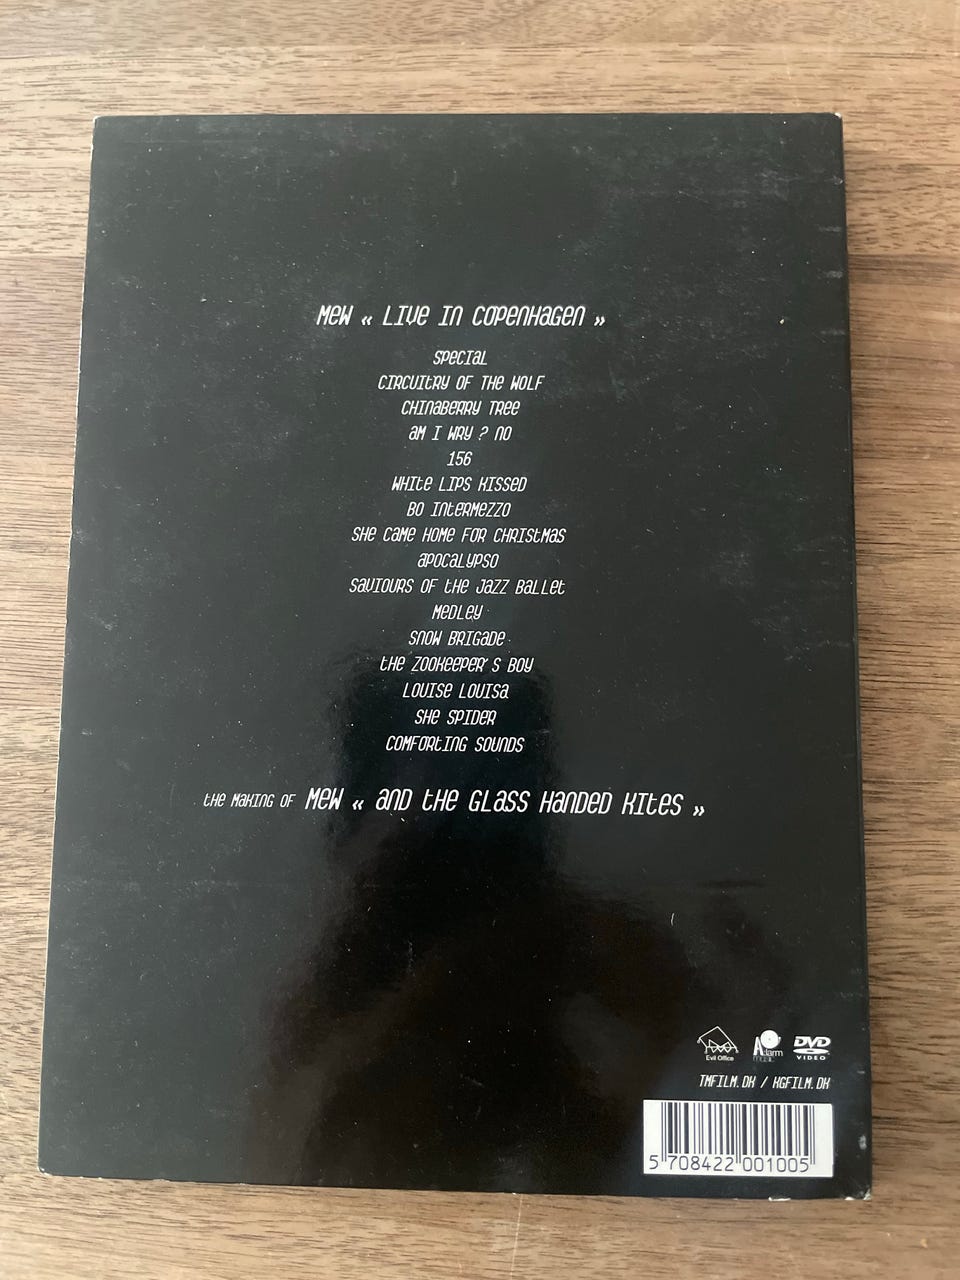 Mew « Live in Copenhagen »
Special
Circuitry of the Wolf
Chinaberry Tree
Am I Wry ? No
156
White Lips Kissed
Bo Intermezzo
She Came Home for Christmas
Apocalypso
Saviours of the Jazz Ballet
Medley
Snow Brigade
The Zookeeper's Boy
Louise Louisa
She Spider
Comforting Sounds
the making of Mew « and the Glass Handed Kites »
Evil Office
A:larm
music
DVD
VIDEO
TMFILM.DK / KGFILM.DK
5 708422 001005